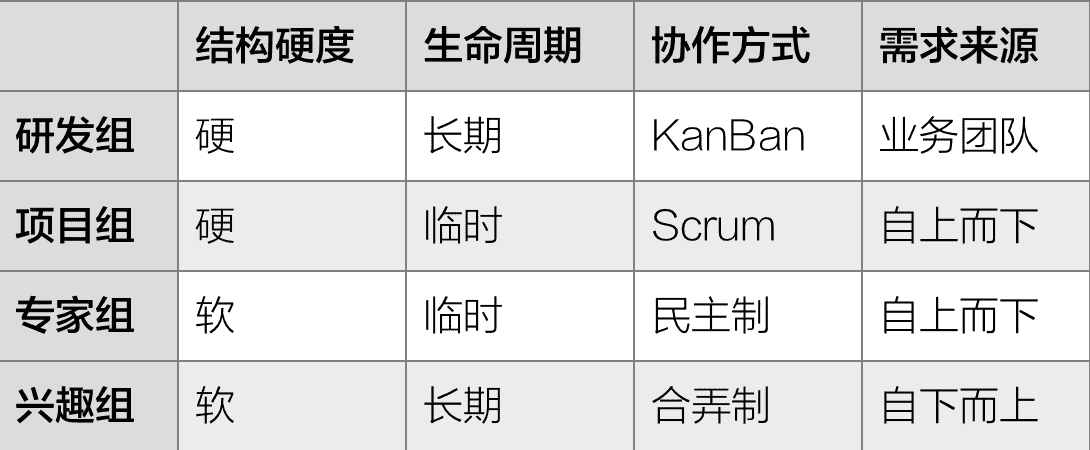 结构硬度 生命周期 协作方式 需求来源
研发组 硬 长期 KanBan 业务团队
项目组 硬 临时 Scrum 自上而下
专家组 软 临时 民主制 自上而下
兴趣组 软 长期 合弄制 自下而上